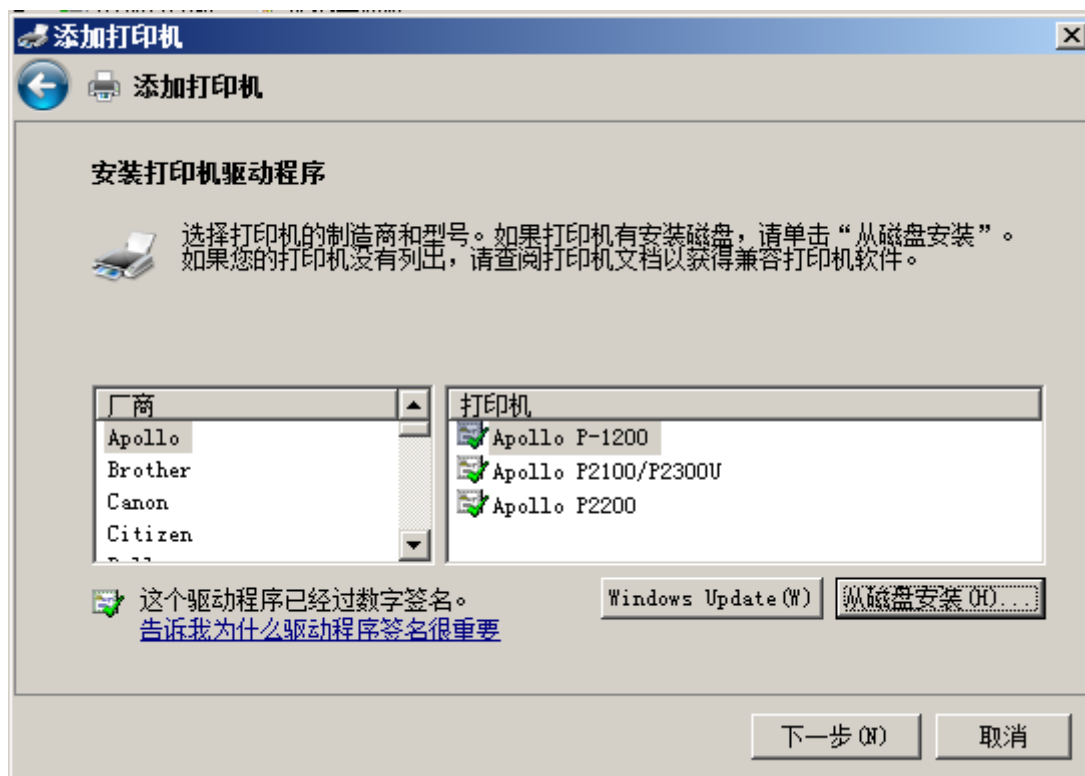 添加打印机
添加打印机
安装打印机驱动程序
选择打印机的制造商和型号。如果打印机有安装磁盘，请单击“从磁盘安装”。
如果您的打印机没有列出，请查阅打印机文档以获得兼容打印机软件。
厂商
Apollo
Brother
Canon
Citizen
打印机
Apollo P-1200
Apollo P2100/P2300U
Apollo P2200
这个驱动程序已经过数字签名。
告诉我为什么驱动程序签名很重要
Windows Update(W)
从磁盘安装(H)...
下一步(N)
取消